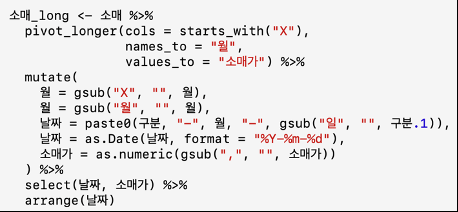 소매_long <- 소매 %>%
  pivot_longer(cols = starts_with("X"),
               names_to = "월",
               values_to = "소매가") %>%
  mutate(
    월 = gsub("X", "", 월),
    월 = gsub("월", "", 월),
    날짜 = paste0(구분, "-", 월, "-", gsub("일", "", 구분.1)),
    날짜 = as.Date(날짜, format = "%Y-%m-%d"),
    소매가 = as.numeric(gsub(",", "", 소매가))
  ) %>%
  select(날짜, 소매가) %>%
  arrange(날짜)